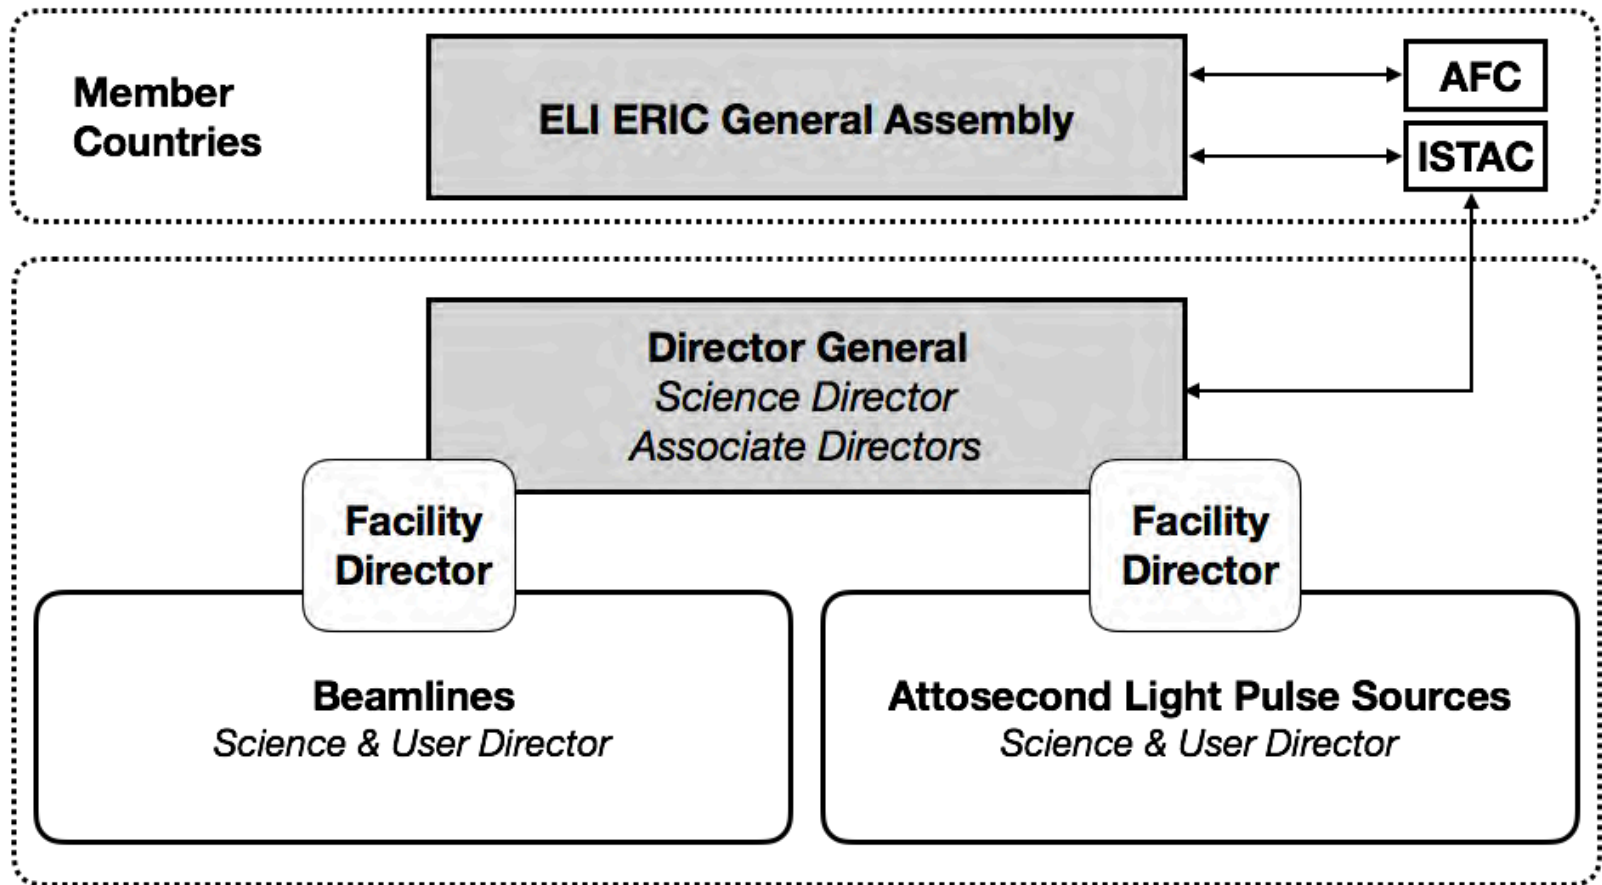 Member
Countries
ELI ERIC General Assembly
AFC
ISTAC
Director General
Science Director
Associate Directors
Facility
Director
Facility
Director
Beamlines
Science & User Director
Attosecond Light Pulse Sources
Science & User Director